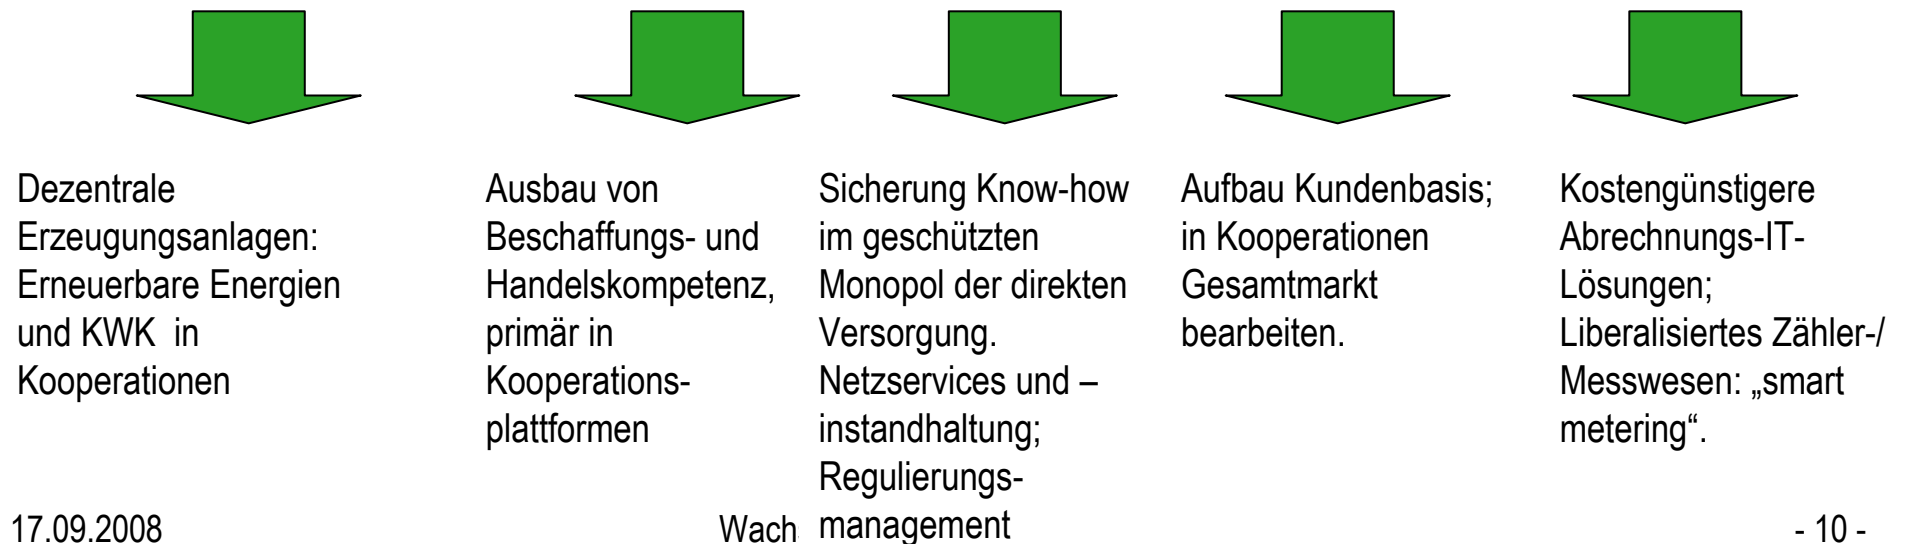 Dezentrale
Erzeugungsanlagen:
Erneuerbare Energien
und KWK in
Kooperationen
Ausbau von
Beschaffungs- und
Handelskompetenz,
primär in
Kooperations-
plattformen
Sicherung Know-how
im geschützten
Monopol der direkten
Versorgung.
Netzservices und –
instandhaltung;
Regulierungs-
management
Aufbau Kundenbasis;
in Kooperationen
Gesamtmarkt
bearbeiten.
Kostengünstigere
Abrechnungs-IT-
Lösungen;
Liberalisiertes Zähler-/
Messwesen: „smart
metering“.
17.09.2008
Wach
- 10 -